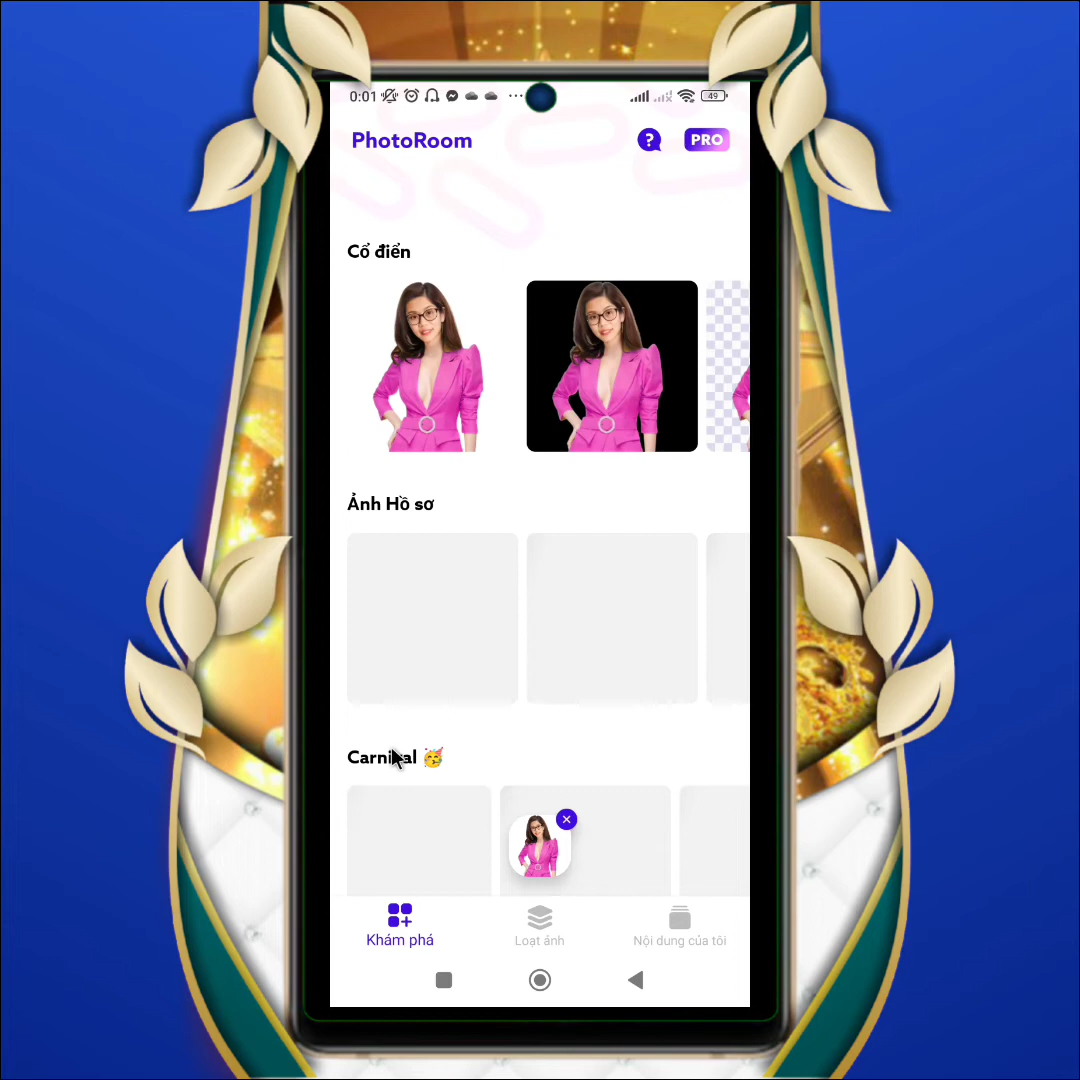 0:01
49
PhotoRoom
?
PRO
Cổ điển
Ảnh Hồ sơ
Carnival 🥳
Khám phá
Loạt ảnh
Nội dung của tôi